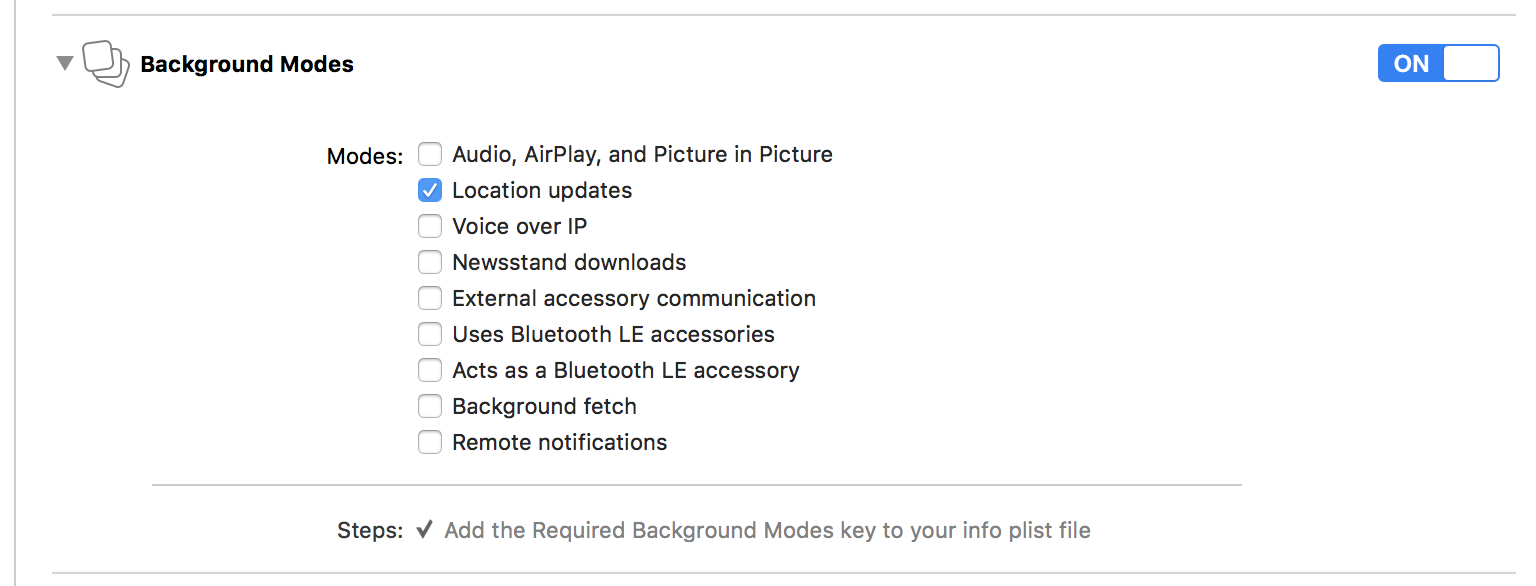 Background Modes
ON
Modes: Audio, AirPlay, and Picture in Picture
Location updates
Voice over IP
Newsstand downloads
External accessory communication
Uses Bluetooth LE accessories
Acts as a Bluetooth LE accessory
Background fetch
Remote notifications
Steps: ✓ Add the Required Background Modes key to your info plist file